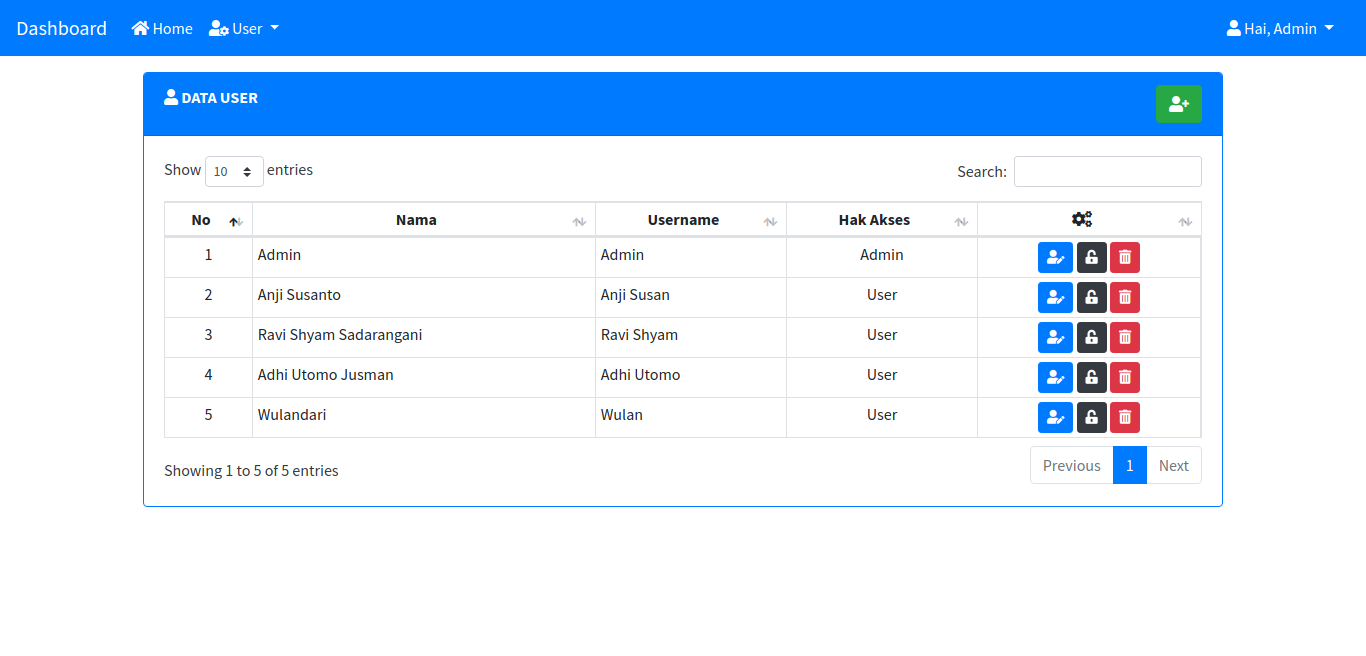 Dashboard Home User Hai, Admin
DATA USER
Show 10 entries Search:
No Nama Username Hak Akses
1 Admin Admin Admin
2 Anji Susanto Anji Susan User
3 Ravi Shyam Sadarangani Ravi Shyam User
4 Adhi Utomo Jusman Adhi Utomo User
5 Wulandari Wulan User
Showing 1 to 5 of 5 entries Previous 1 Next